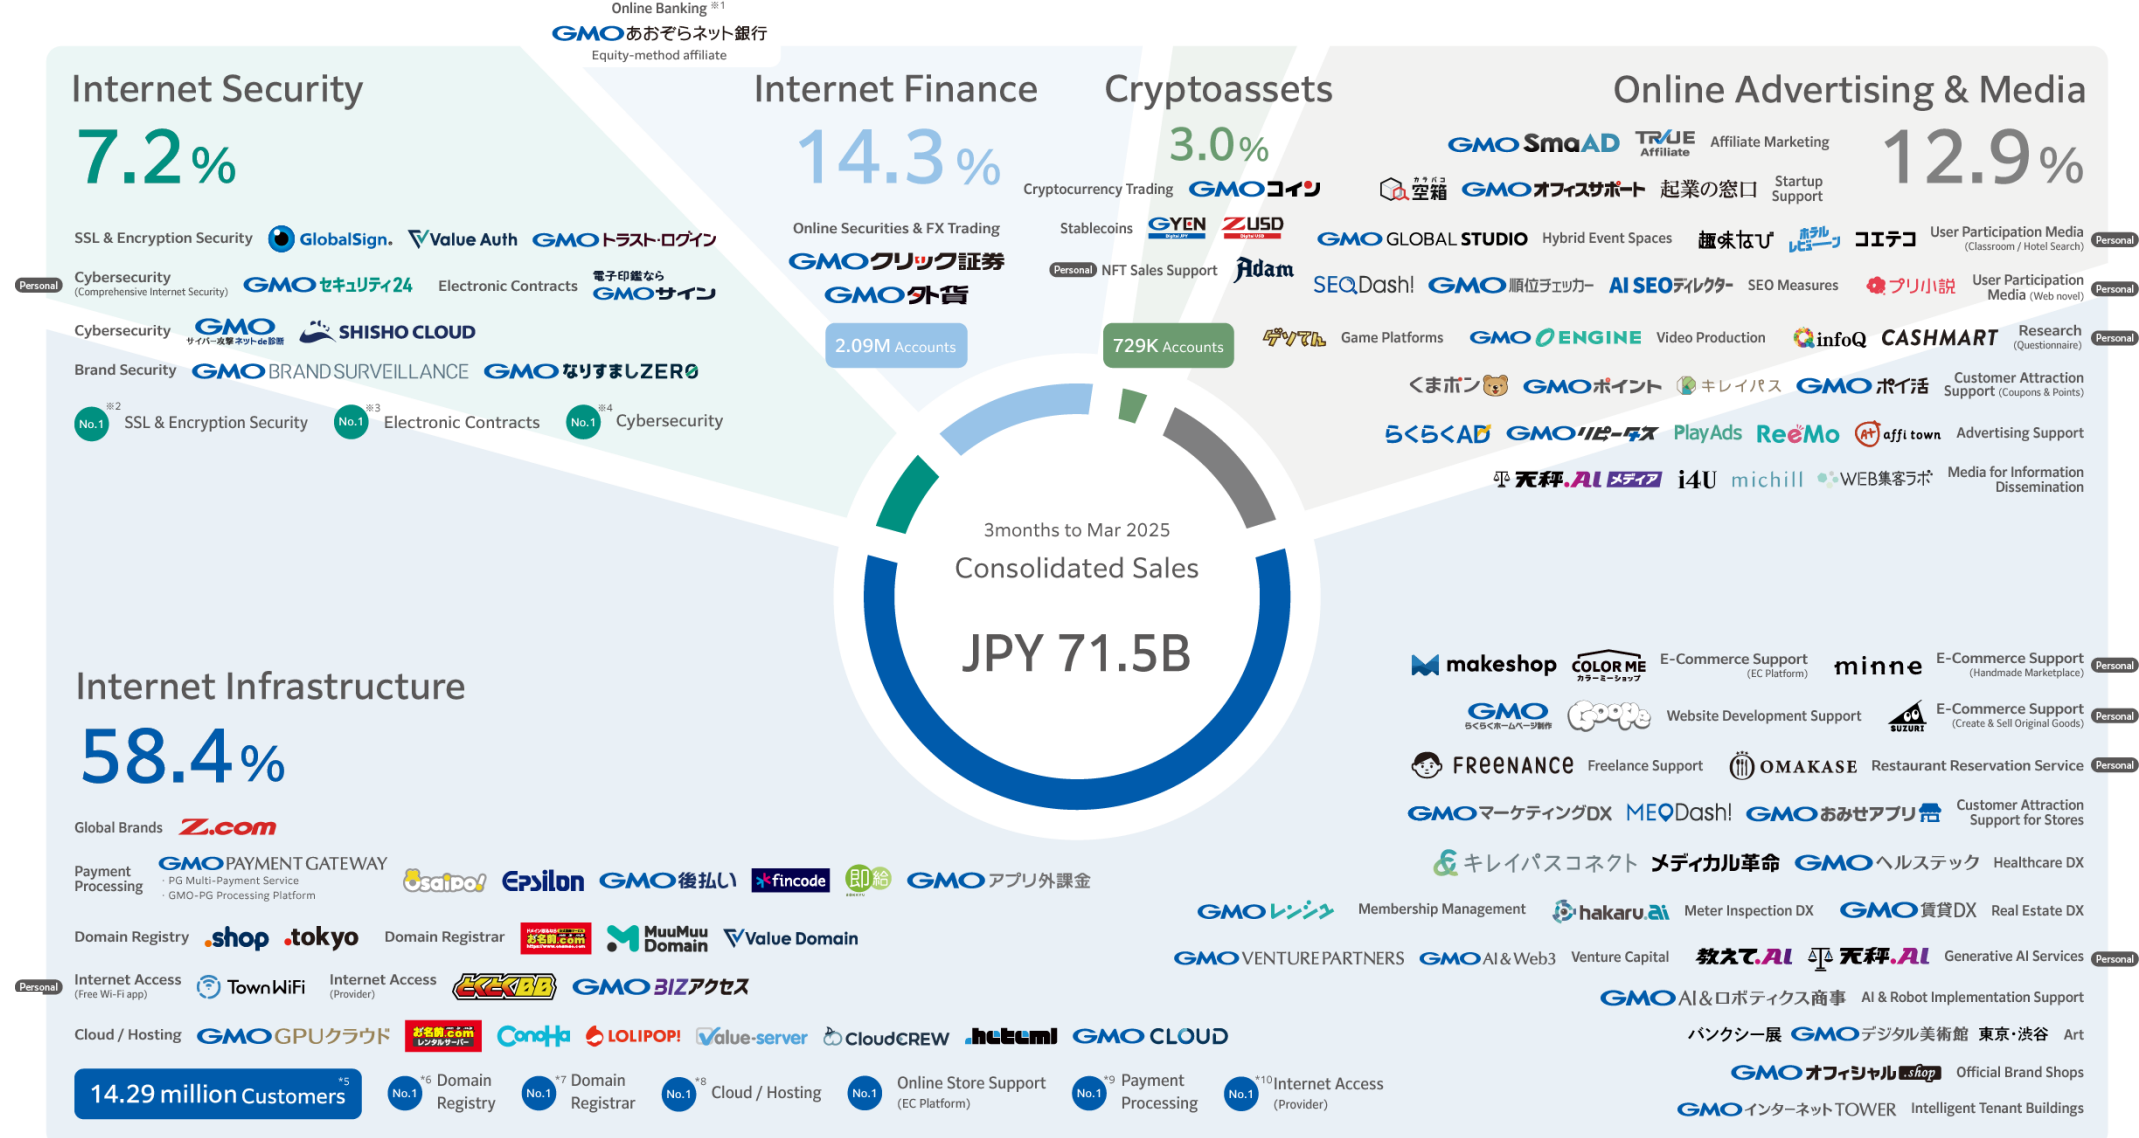 Online Banking ※1
GMOあおぞらネット銀行
Equity-method affiliate
Internet Security
7.2%
SSL & Encryption Security GlobalSign. Value Auth GMOトラスト・ログイン
Personal Cybersecurity (Comprehensive Internet Security) GMOセキュリティ24 Electronic Contracts 電子印鑑なら GMOサイン
Cybersecurity GMOサイバー攻撃ネットde診断 SHISHO CLOUD
Brand Security GMO BRAND SURVEILLANCE GMOなりすましZERO
No.1 ※2 SSL & Encryption Security No.1 ※3 Electronic Contracts No.1 ※4 Cybersecurity
Internet Finance
14.3%
Online Securities & FX Trading
GMOクリック証券
GMO外貨
2.09M Accounts
Cryptoassets
3.0%
Cryptocurrency Trading GMOコイン
Stablecoins GYEN Digital JPY ZUSD Digital USD
Personal NFT Sales Support Adam
729K Accounts
Online Advertising & Media
12.9%
GMO SmaAD TRUE Affiliate Affiliate Marketing
カラバコ 空箱 GMOオフィスサポート 起業の窓口 Startup Support
GMO GLOBAL STUDIO Hybrid Event Spaces 趣味なび ホテルレビューン コエテコ User Participation Media (Classroom / Hotel Search) Personal
SEQDash! GMO順位チェッカー AI SEOディレクター SEO Measures プリ小説 User Participation Media (Web novel) Personal
ゲソてん Game Platforms GMO ENGINE Video Production infoQ CASHMART Research (Questionnaire) Personal
くまポン GMOポイント キレイパス GMOポイ活 Customer Attraction Support (Coupons & Points)
らくらくAD GMOリピータス PlayAds ReeMo A+ affi town Advertising Support
天秤.AI メディア i4U michill WEB集客ラボ Media for Information Dissemination
3months to Mar 2025
Consolidated Sales
JPY 71.5B
Internet Infrastructure
58.4%
Global Brands Z.com
Payment Processing GMO PAYMENT GATEWAY
· PG Multi-Payment Service
· GMO-PG Processing Platform
OsaiPo! Epsilon GMO後払い fincode 即給 GMOアプリ外課金
Domain Registry .shop .tokyo Domain Registrar お名前.com MuuMuu Domain Value Domain
Personal Internet Access (Free Wi-Fi app) TownWiFi Internet Access (Provider) とくとくBB GMO BIZアクセス
Cloud / Hosting GMO GPUクラウド お名前.com レンタルサーバー ConoHa LOLIPOP! Value-server CloudCREW .heteml GMO CLOUD
14.29 million Customers *5
No.1 *6 Domain Registry
No.1 *7 Domain Registrar
No.1 *8 Cloud / Hosting
No.1 Online Store Support (EC Platform)
No.1 *9 Payment Processing
No.1 *10 Internet Access (Provider)
makeshop COLOR ME カラーミーショップ E-Commerce Support (EC Platform) minne E-Commerce Support (Handmade Marketplace) Personal
GMOらくらくホームページ制作 Goope Website Development Support SUZURI E-Commerce Support (Create & Sell Original Goods) Personal
FReeNANCe Freelance Support OMAKASE Restaurant Reservation Service Personal
GMOマーケティングDX MEQDash! GMOおみせアプリ Customer Attraction Support for Stores
キレイパスコネクト メディカル革命 GMOヘルステック Healthcare DX
GMOレンシュ Membership Management hakaru.ai Meter Inspection DX GMO賃貸DX Real Estate DX
GMO VENTURE PARTNERS GMO AI & Web3 Venture Capital 教えて.AI 天秤.AI Generative AI Services Personal
GMO AI&ロボティクス商事 AI & Robot Implementation Support
バンクシー展 GMOデジタル美術館 東京・渋谷 Art
GMOオフィシャル.shop Official Brand Shops
GMOインターネットTOWER Intelligent Tenant Buildings